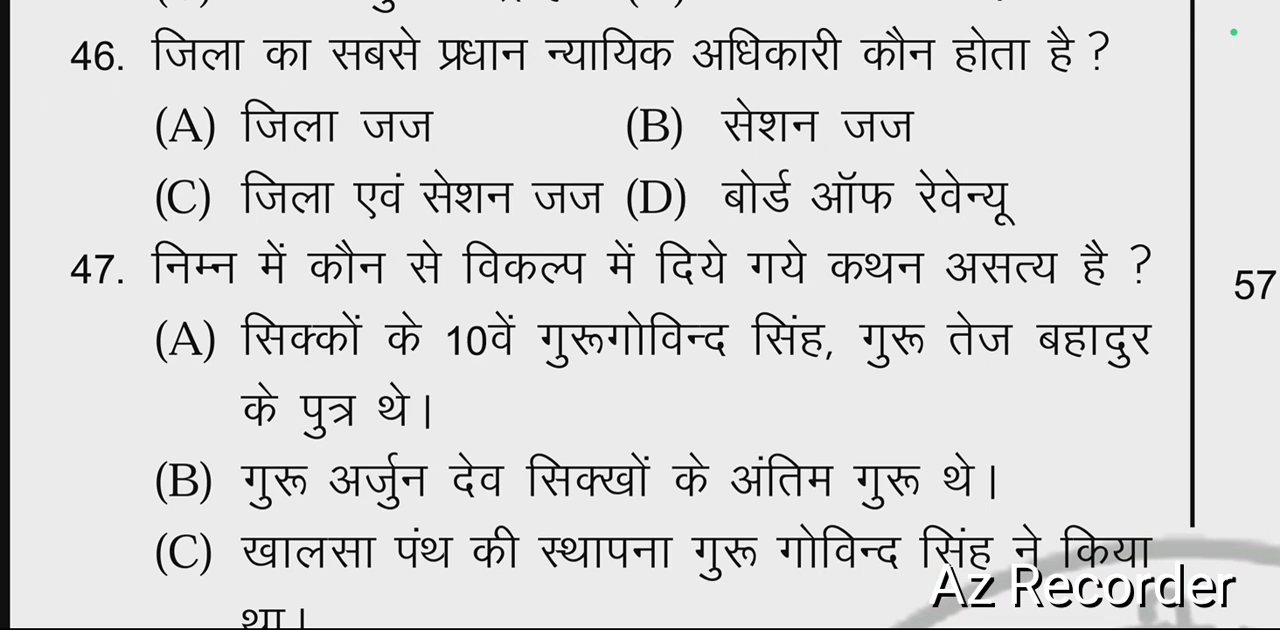 46. जिला का सबसे प्रधान न्यायिक अधिकारी कौन होता है ?
(A) जिला जज (B) सेशन जज
(C) जिला एवं सेशन जज (D) बोर्ड ऑफ रेवेन्यू
47. निम्न में कौन से विकल्प में दिये गये कथन असत्य है ?
(A) सिक्कों के 10वें गुरूगोविन्द सिंह, गुरू तेज बहादुर
के पुत्र थे।
(B) गुरू अर्जुन देव सिक्खों के अंतिम गुरू थे।
(C) खालसा पंथ की स्थापना गुरू गोविन्द सिंह ने किया
था।
57
Az Recorder